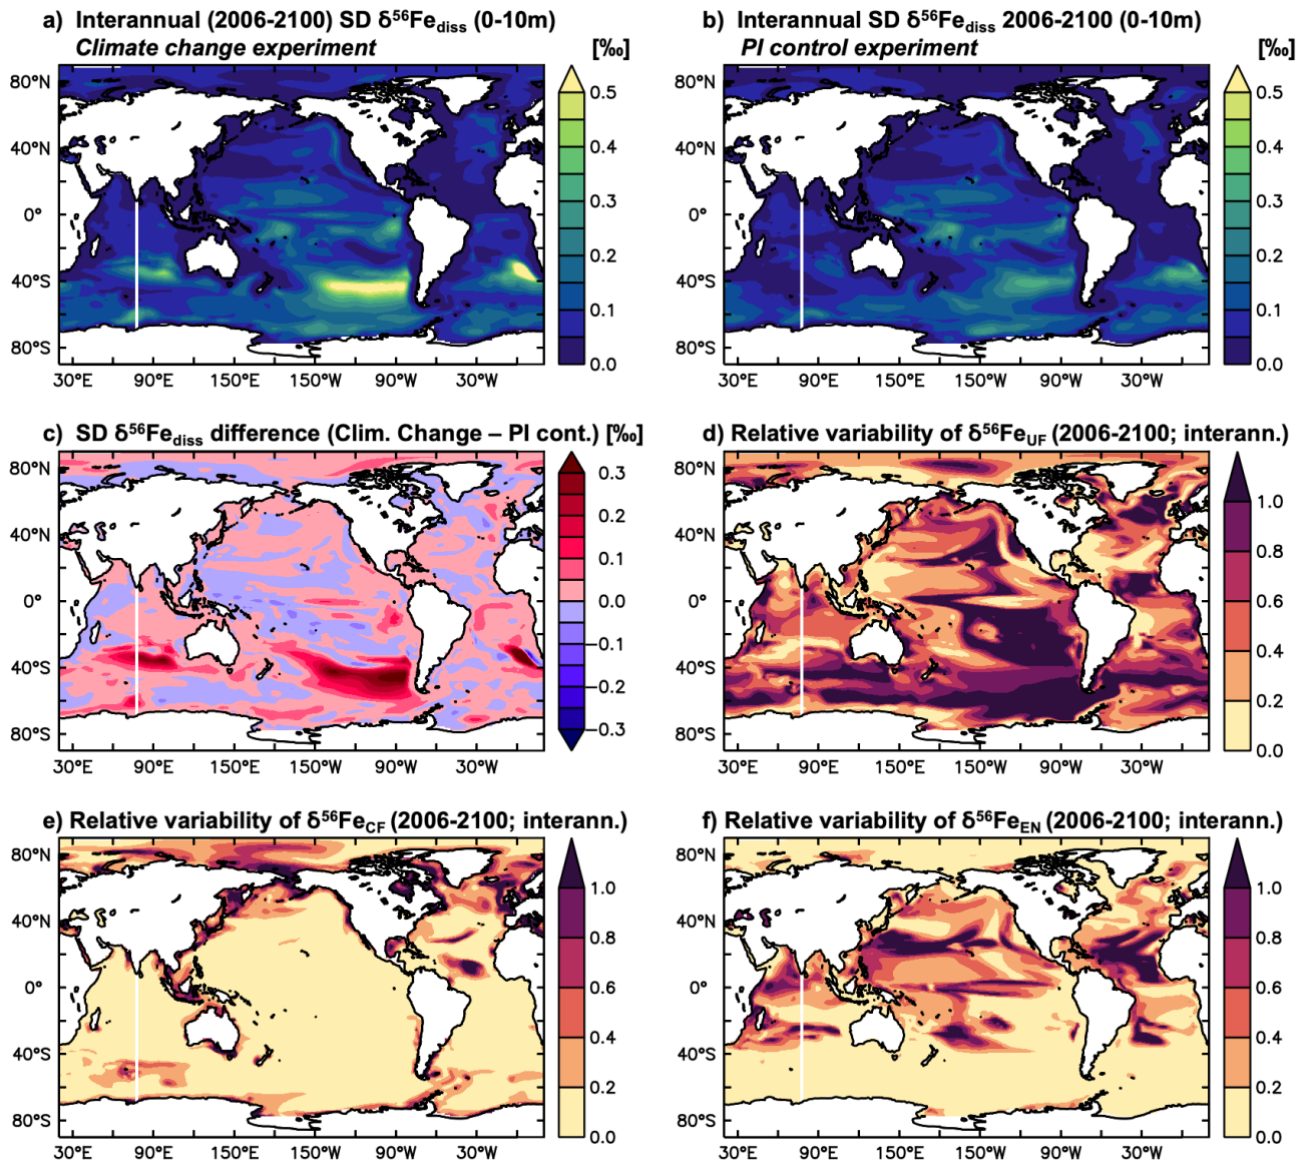 a) Interannual (2006-2100) SD δ⁵⁶Fe_diss (0-10m)
Climate change experiment [‰]
b) Interannual SD δ⁵⁶Fe_diss 2006-2100 (0-10m)
PI control experiment [‰]
80°N
40°N
0°
40°S
80°S
30°E 90°E 150°E 150°W 90°W 30°W
0.5
0.4
0.3
0.2
0.1
0.0
80°N
40°N
0°
40°S
80°S
30°E 90°E 150°E 150°W 90°W 30°W
0.5
0.4
0.3
0.2
0.1
0.0
c) SD δ⁵⁶Fe_diss difference (Clim. Change – PI cont.) [‰]
d) Relative variability of δ⁵⁶Fe_UF (2006-2100; interann.)
80°N
40°N
0°
40°S
80°S
30°E 90°E 150°E 150°W 90°W 30°W
0.3
0.2
0.1
0.0
−0.1
−0.2
−0.3
80°N
40°N
0°
40°S
80°S
30°E 90°E 150°E 150°W 90°W 30°W
1.0
0.8
0.6
0.4
0.2
0.0
e) Relative variability of δ⁵⁶Fe_CF (2006-2100; interann.)
f) Relative variability of δ⁵⁶Fe_EN (2006-2100; interann.)
80°N
40°N
0°
40°S
80°S
30°E 90°E 150°E 150°W 90°W 30°W
1.0
0.8
0.6
0.4
0.2
0.0
80°N
40°N
0°
40°S
80°S
30°E 90°E 150°E 150°W 90°W 30°W
1.0
0.8
0.6
0.4
0.2
0.0